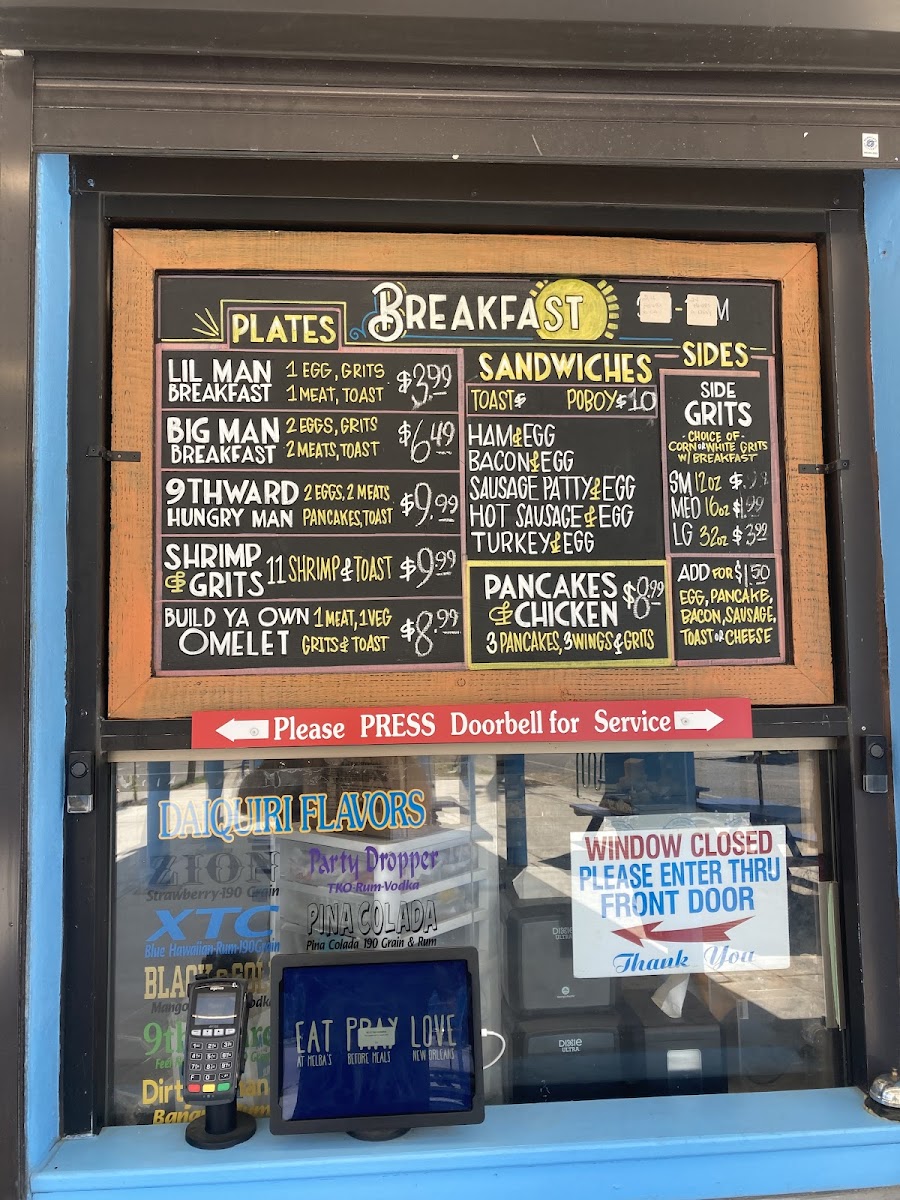 BREAKFAST
- M
PLATES
LIL MAN BREAKFAST
1 EGG, GRITS
1 MEAT, TOAST
$3.99
BIG MAN BREAKFAST
2 EGGS, GRITS
2 MEATS, TOAST
$6.49
9THWARD HUNGRY MAN
2 EGGS, 2 MEATS
PANCAKES, TOAST
$9.99
SHRIMP & GRITS
11 SHRIMP & TOAST
$9.99
BUILD YA OWN OMELET
1 MEAT, 1 VEG
GRITS & TOAST
$8.99
SANDWICHES
TOAST $ POBOY $10
HAM & EGG
BACON & EGG
SAUSAGE PATTY & EGG
HOT SAUSAGE & EGG
TURKEY & EGG
PANCAKES & CHICKEN
$8.99
3 PANCAKES, 3 WINGS & GRITS
SIDES
SIDE
GRITS
-CHOICE OF-
CORN OR WHITE GRITS
W/ BREAKFAST
SM 12oz $.99
MED 16oz $1.99
LG 32oz $3.99
ADD FOR $1.50
EGG, PANCAKE,
BACON, SAUSAGE,
TOAST OR CHEESE
Please PRESS Doorbell for Service
DAIQUIRI FLAVORS
ZION
Strawberry-190 Grain
XTC
Blue Hawaiian-Rum-190Grain
Party Dropper
TKO-Rum-Vodka
PINA COLADA
Pina Colada 190 Grain & Rum
WINDOW CLOSED
PLEASE ENTER THRU
FRONT DOOR
Thank You
EAT PRAY LOVE
AT MELBA'S BEFORE MEALS NEW ORLEANS
DIXIE
ULTRA
DIXIE
ULTRA